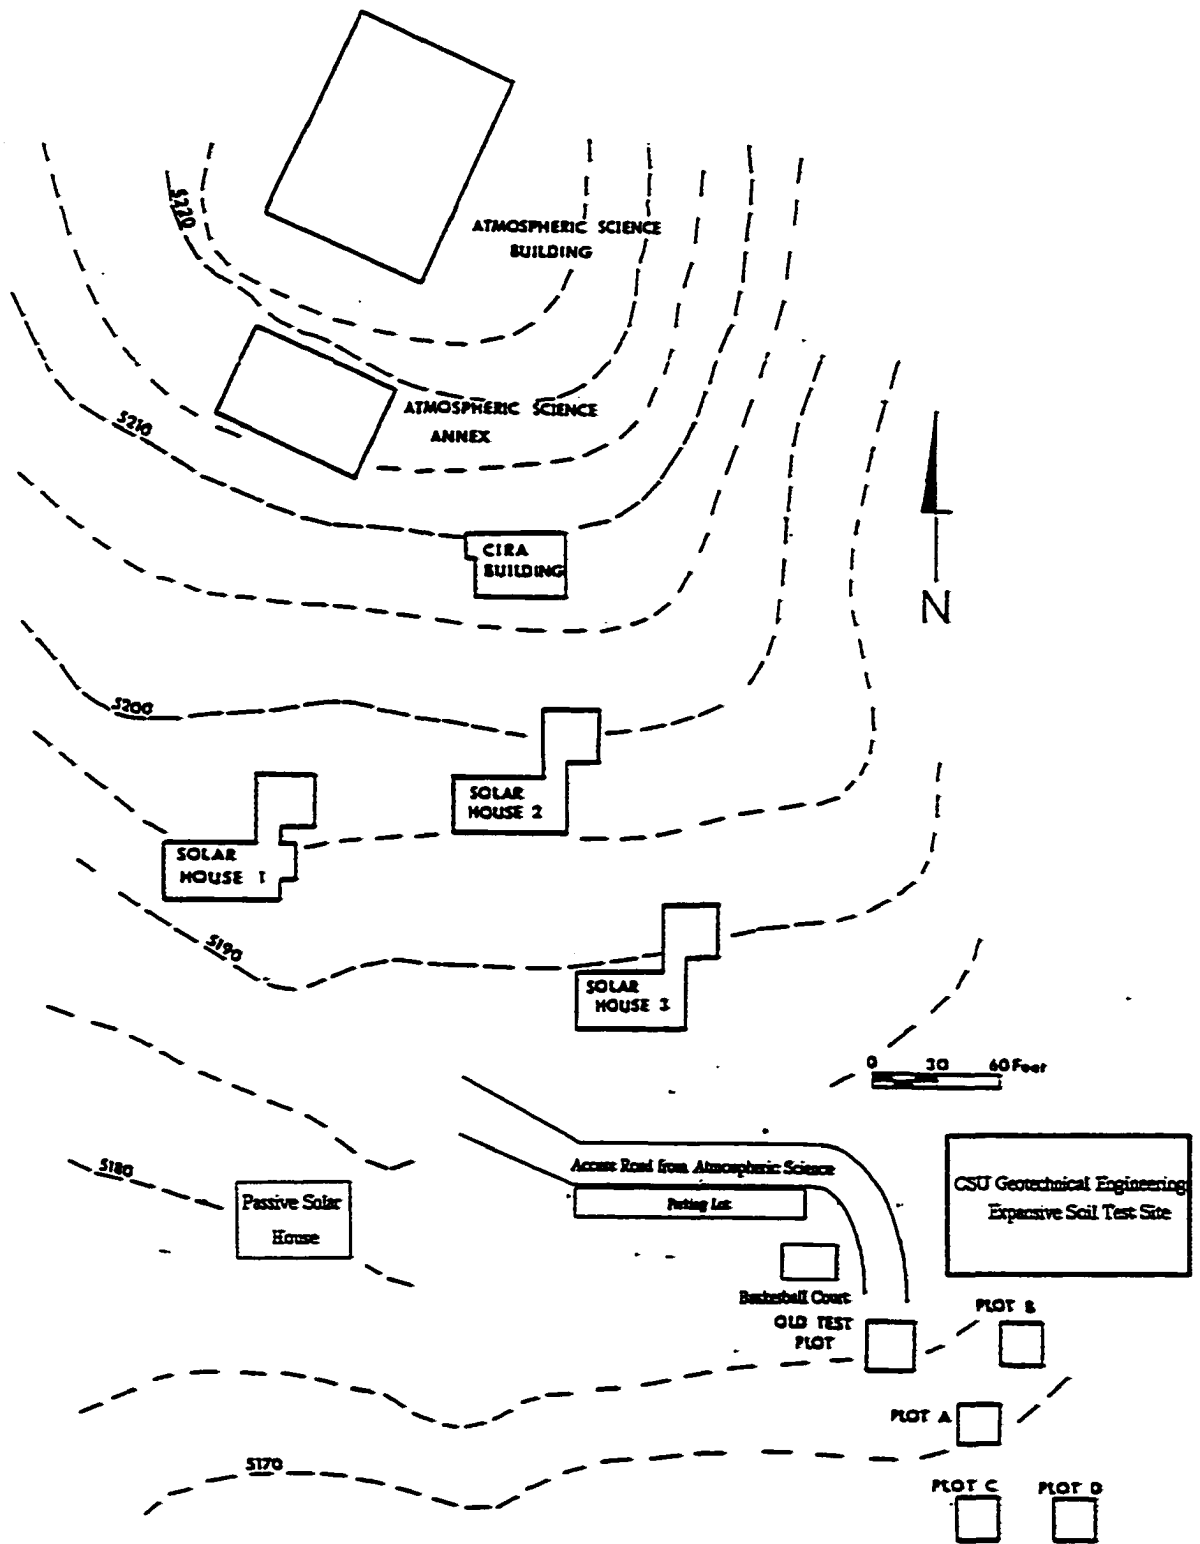 5220
ATMOSPHERIC SCIENCE
BUILDING
ATMOSPHERIC SCIENCE
ANNEX
5210
CIRA
BUILDING
N
5200
SOLAR
HOUSE 2
SOLAR
HOUSE 1
5190
SOLAR
HOUSE 3
0 30 60 Feet
Access Road from Atmospheric Science
Parking Lot
5180
Passive Solar
House
CSU Geotechnical Engineering
Expansive Soil Test Site
Basketball Court
OLD TEST
PLOT
PLOT B
PLOT A
5170
PLOT C
PLOT D